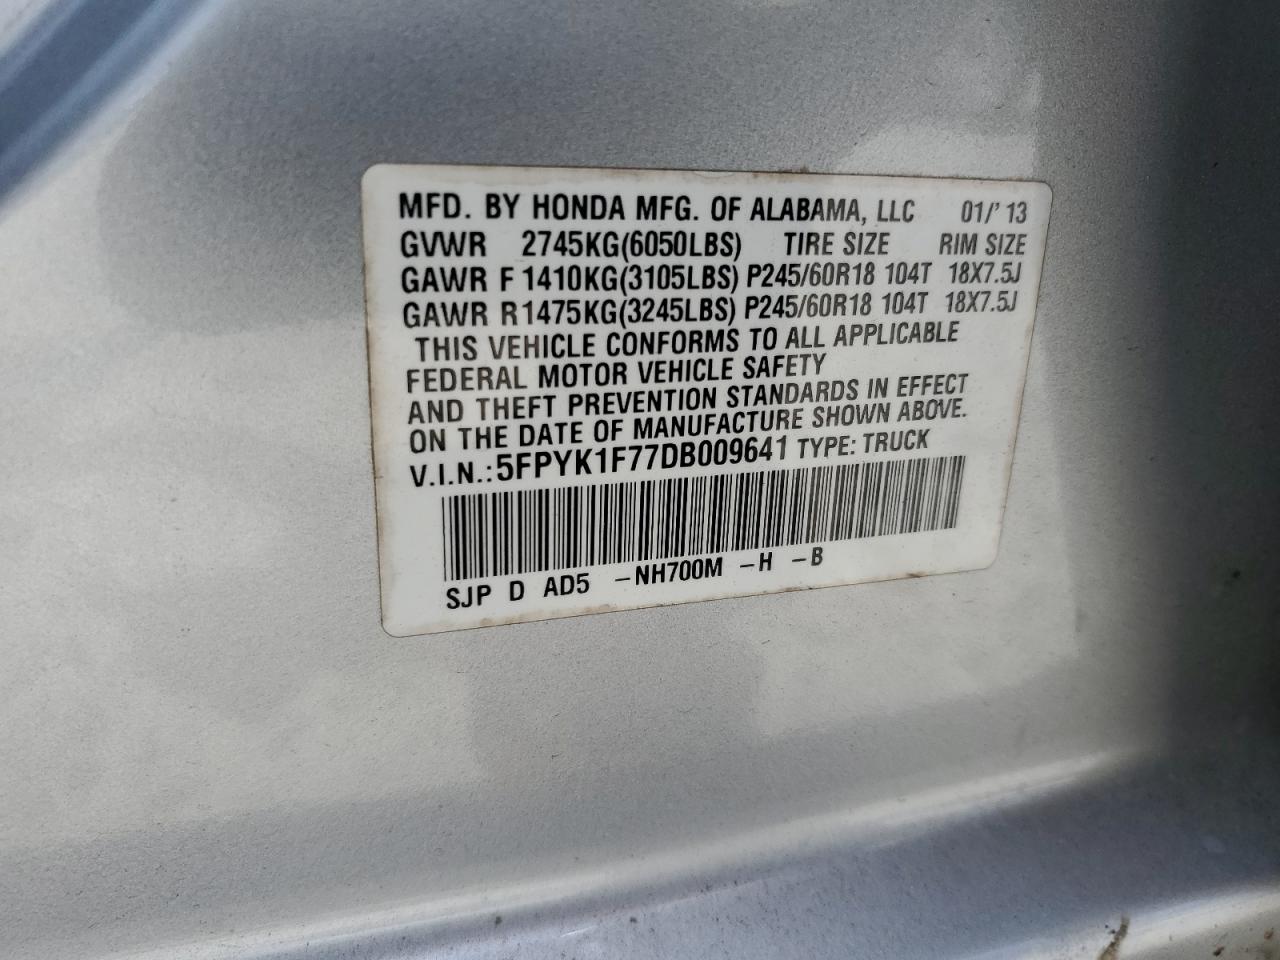 MFD. BY HONDA MFG. OF ALABAMA, LLC 01/'13
GVWR 2745KG(6050LBS) TIRE SIZE RIM SIZE
GAWR F 1410KG(3105LBS) P245/60R18 104T 18X7.5J
GAWR R 1475KG(3245LBS) P245/60R18 104T 18X7.5J
THIS VEHICLE CONFORMS TO ALL APPLICABLE
FEDERAL MOTOR VEHICLE SAFETY
AND THEFT PREVENTION STANDARDS IN EFFECT
ON THE DATE OF MANUFACTURE SHOWN ABOVE.
V.I.N.: 5FPYK1F77DB009641 TYPE: TRUCK
SJP D AD5 -NH700M -H -B